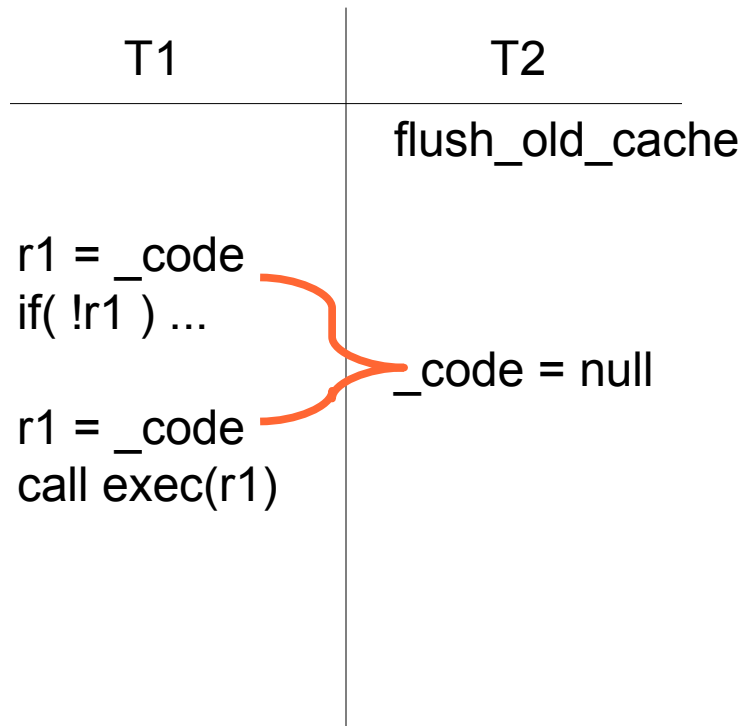 T1
T2
flush_old_cache
r1 = _code
if( !r1 ) ...
_code = null
r1 = _code
call exec(r1)